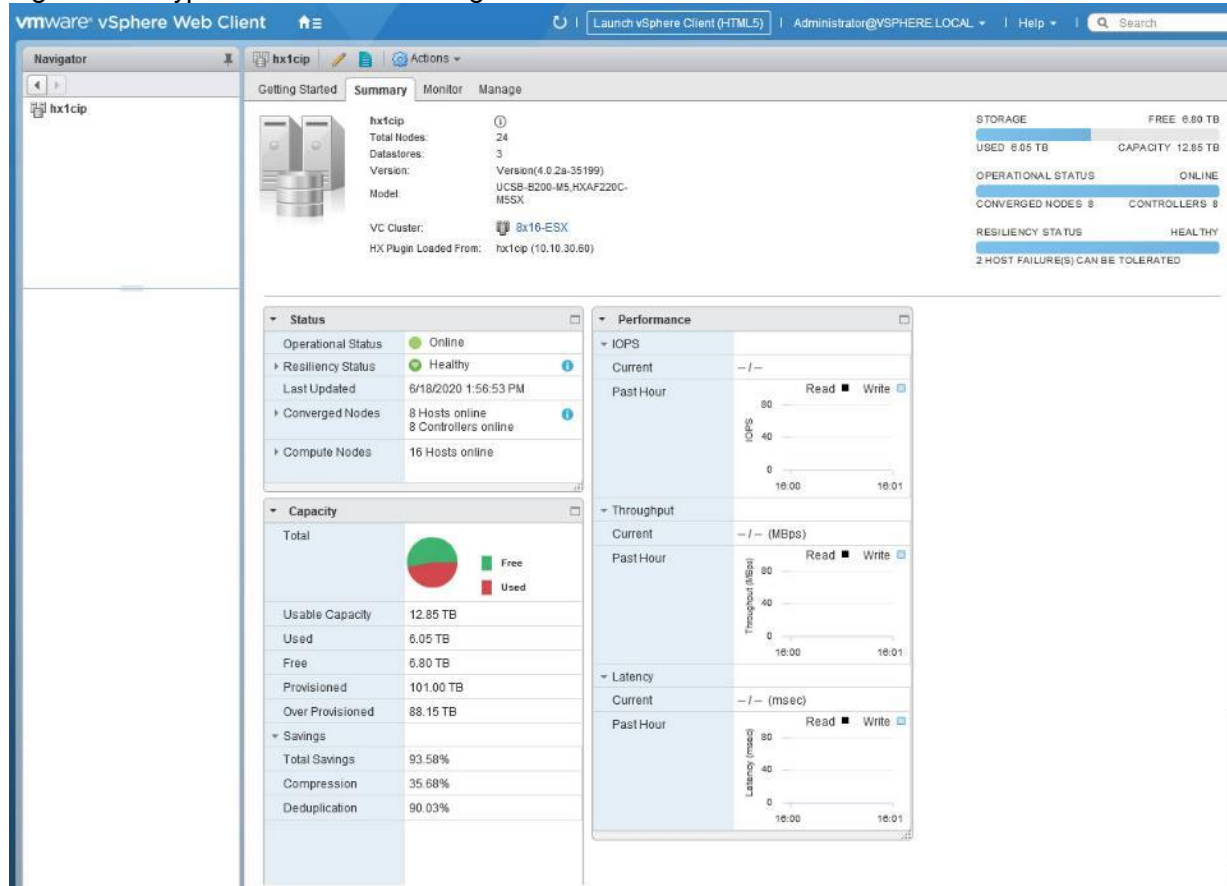 vmware® vSphere Web Client
Launch vSphere Client (HTML5) | Administrator@VSPHERE.LOCAL | Help | Search
Navigator
hx1cip
hx1cip Actions
Getting Started Summary Monitor Manage
hx1cip
Total Nodes: 24
Datastores: 3
Version: Version(4.0.2a-35199)
Model: UCSB-B200-M5,HXAF220C-
M5SX
VC Cluster: 8x16-ESX
HX Plugin Loaded From: hx1cip (10.10.30.60)
STORAGE FREE 6.80 TB
USED 6.05 TB CAPACITY 12.85 TB
OPERATIONAL STATUS ONLINE
CONVERGED NODES 8 CONTROLLERS 8
RESILIENCY STATUS HEALTHY
2 HOST FAILURE(S) CAN BE TOLERATED
Status
Operational Status Online
Resiliency Status Healthy
Last Updated 6/18/2020 1:56:53 PM
Converged Nodes 8 Hosts online
8 Controllers online
Compute Nodes 16 Hosts online
Capacity
Total
Free
Used
Usable Capacity 12.85 TB
Used 6.05 TB
Free 6.80 TB
Provisioned 101.00 TB
Over Provisioned 88.15 TB
Savings
Total Savings 93.58%
Compression 35.68%
Deduplication 90.03%
Performance
IOPS
Current -- / --
Past Hour
Read Write
IOPS
80
40
0
16:00 16:01
Throughput
Current -- / -- (MBps)
Past Hour
Read Write
Throughput (MBps)
80
40
0
16:00 16:01
Latency
Current -- / -- (msec)
Past Hour
Read Write
Latency (msec)
80
40
0
16:00 16:01